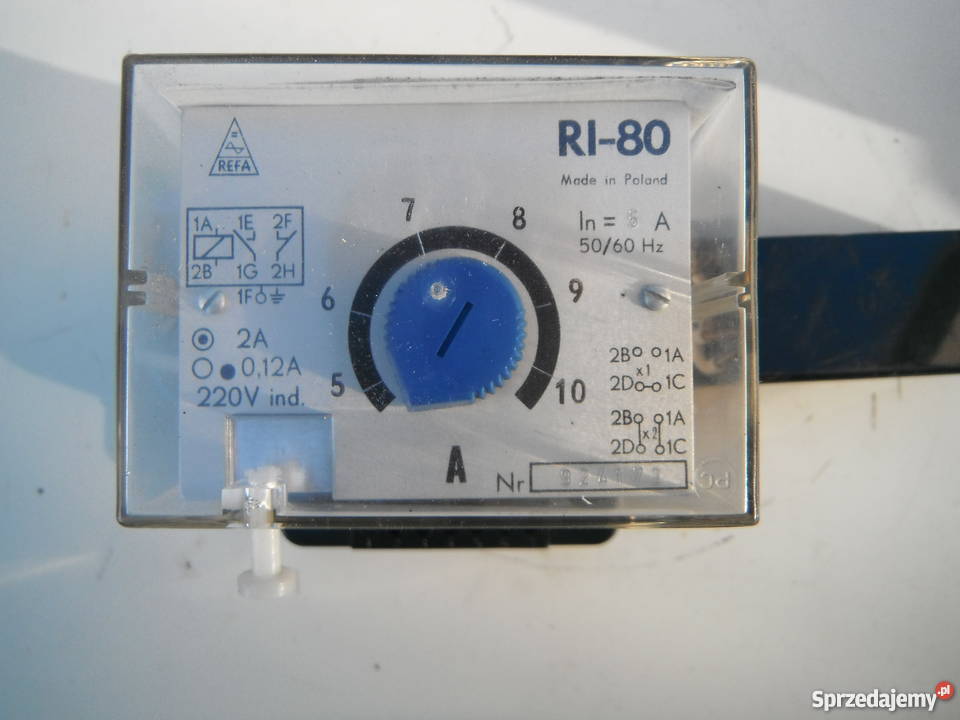 REFA
RI-80
Made in Poland
In = A
50/60 Hz
1A 1E 2F
2B 1G 2H
1F
2A
0,12A
220V ind.
5 6 7 8 9 10
A
2B 1A
x1
2D 1C
2B 1A
x2
2D 1C
Nr
Sprzedajemy.pl